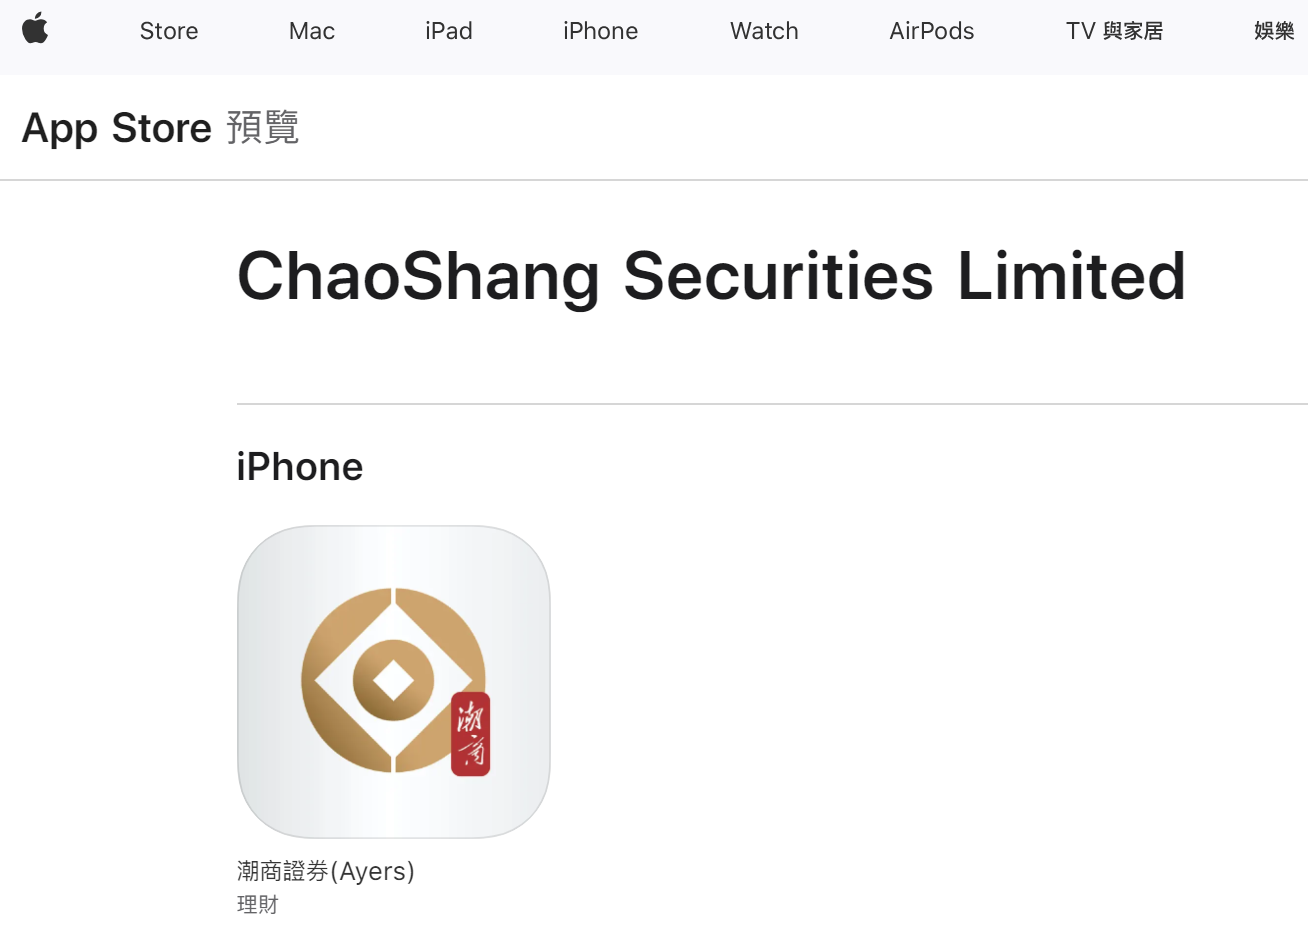 Store Mac iPad iPhone Watch AirPods TV 與家居 娛樂
App Store 預覽
ChaoShang Securities Limited
iPhone
潮商
潮商證券(Ayers)
理財